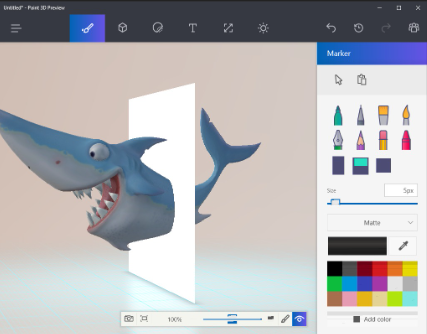 Untitled* - Paint 3D Preview
Marker
Size
5px
Matte
100%
Add color